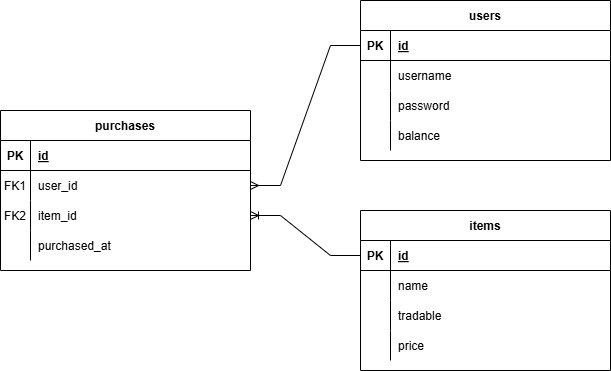 users
PK id
username
password
balance
purchases
PK id
FK1 user_id
FK2 item_id
purchased_at
items
PK id
name
tradable
price